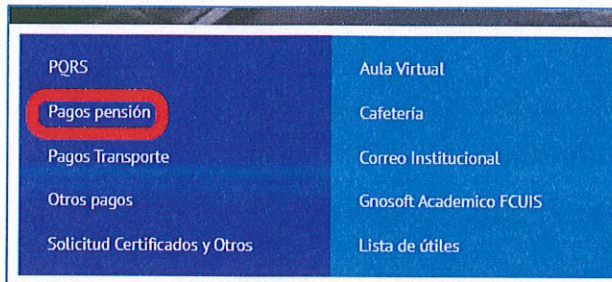 PQRS
Pagos pensión
Pagos Transporte
Otros pagos
Solicitud Certificados y Otros
Aula Virtual
Cafetería
Correo Institucional
Gnosoft Academico FCUIS
Lista de útiles